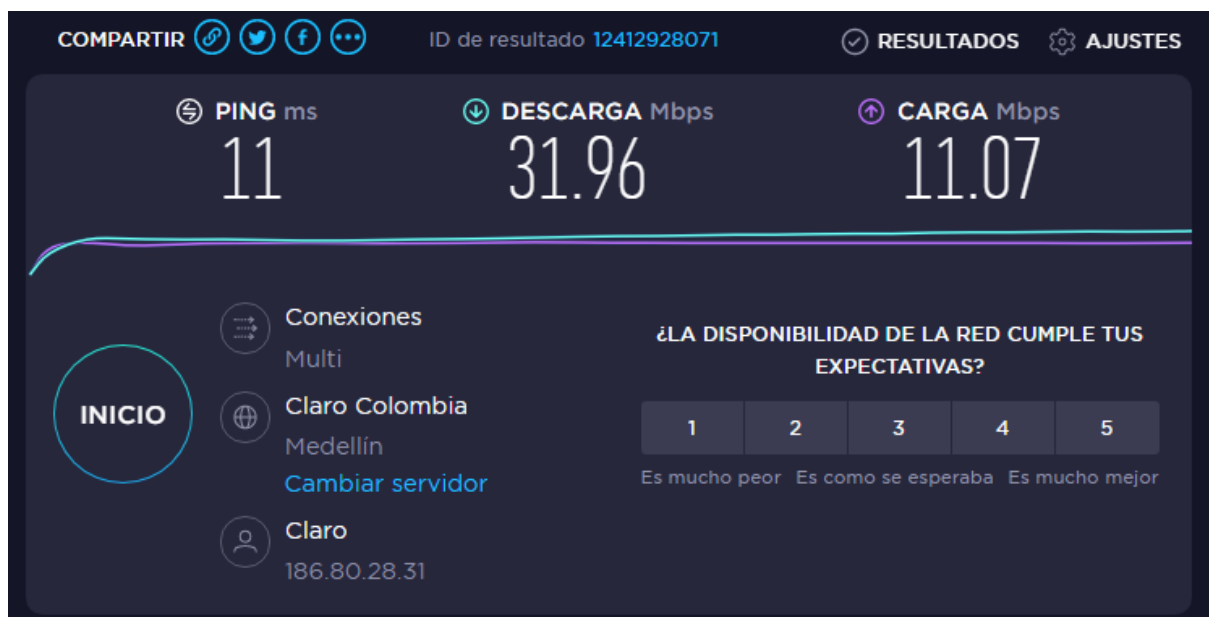 COMPARTIR ID de resultado 12412928071 RESULTADOS AJUSTES
PING ms DESCARGA Mbps CARGA Mbps
11 31.96 11.07
INICIO
Conexiones
Multi
Claro Colombia
Medellín
Cambiar servidor
Claro
186.80.28.31
¿LA DISPONIBILIDAD DE LA RED CUMPLE TUS
EXPECTATIVAS?
1 2 3 4 5
Es mucho peor Es como se esperaba Es mucho mejor